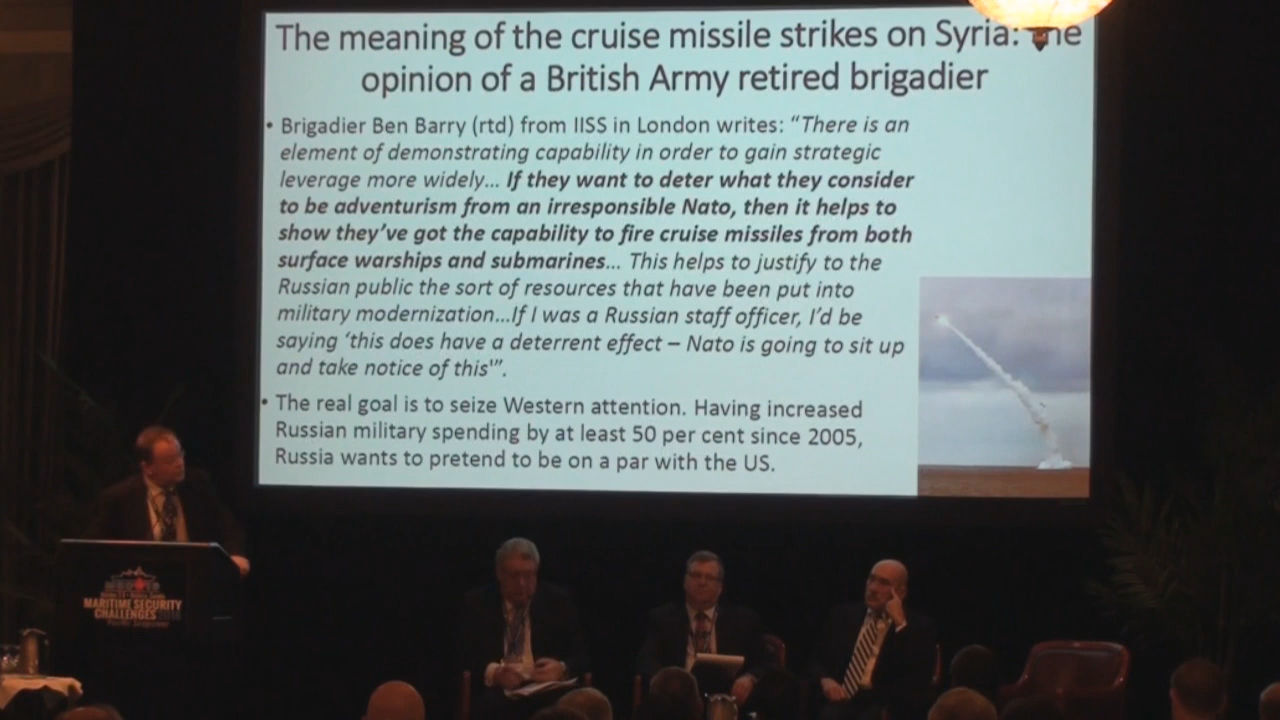 The meaning of the cruise missile strikes on Syria: the
opinion of a British Army retired brigadier
• Brigadier Ben Barry (rtd) from IISS in London writes: “There is an
element of demonstrating capability in order to gain strategic
leverage more widely... If they want to deter what they consider
to be adventurism from an irresponsible Nato, then it helps to
show they’ve got the capability to fire cruise missiles from both
surface warships and submarines... This helps to justify to the
Russian public the sort of resources that have been put into
military modernization...If I was a Russian staff officer, I’d be
saying ‘this does have a deterrent effect – Nato is going to sit up
and take notice of this'”.
• The real goal is to seize Western attention. Having increased
Russian military spending by at least 50 per cent since 2005,
Russia wants to pretend to be on a par with the US.
MARITIME SECURITY
CHALLENGES